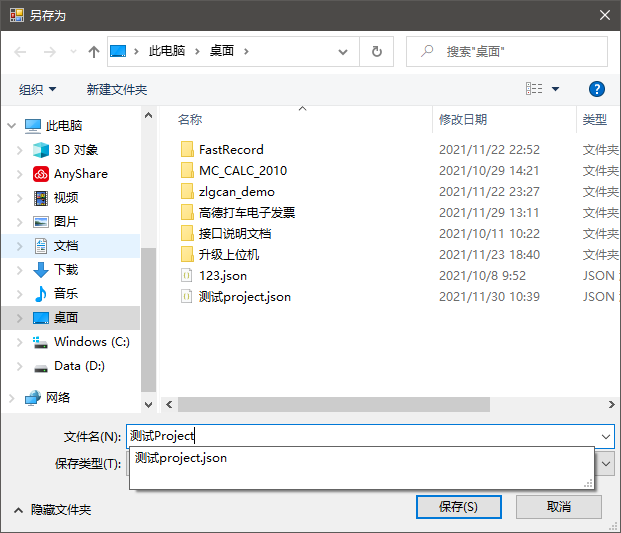 另存为
此电脑 桌面
搜索"桌面"
组织
新建文件夹
?
此电脑
3D 对象
AnyShare
视频
图片
文档
下载
音乐
桌面
Windows (C:)
Data (D:)
网络
名称 修改日期 类型
FastRecord 2021/11/22 22:52 文件夹
MC_CALC_2010 2021/10/29 14:21 文件夹
zlgcan_demo 2021/11/22 23:27 文件夹
高德打车电子发票 2021/11/29 13:11 文件夹
接口说明文档 2021/10/11 10:22 文件夹
升级上位机 2021/11/23 18:40 文件夹
123.json 2021/10/8 9:52 JSON
测试project.json 2021/11/30 10:39 JSON
文件名(N): 测试Project
保存类型(T):
测试project.json
隐藏文件夹
保存(S)
取消